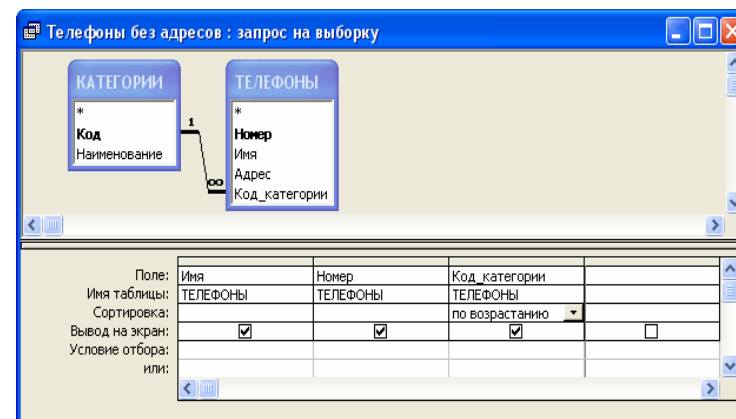 Телефоны без адресов : запрос на выборку
КАТЕГОРИИ
*
Код
Наименование
1
∞
ТЕЛЕФОНЫ
*
Номер
Имя
Адрес
Код_категории
Поле: Имя Номер Код_категории
Имя таблицы: ТЕЛЕФОНЫ ТЕЛЕФОНЫ ТЕЛЕФОНЫ
Сортировка: по возрастанию
Вывод на экран:
Условие отбора:
или: